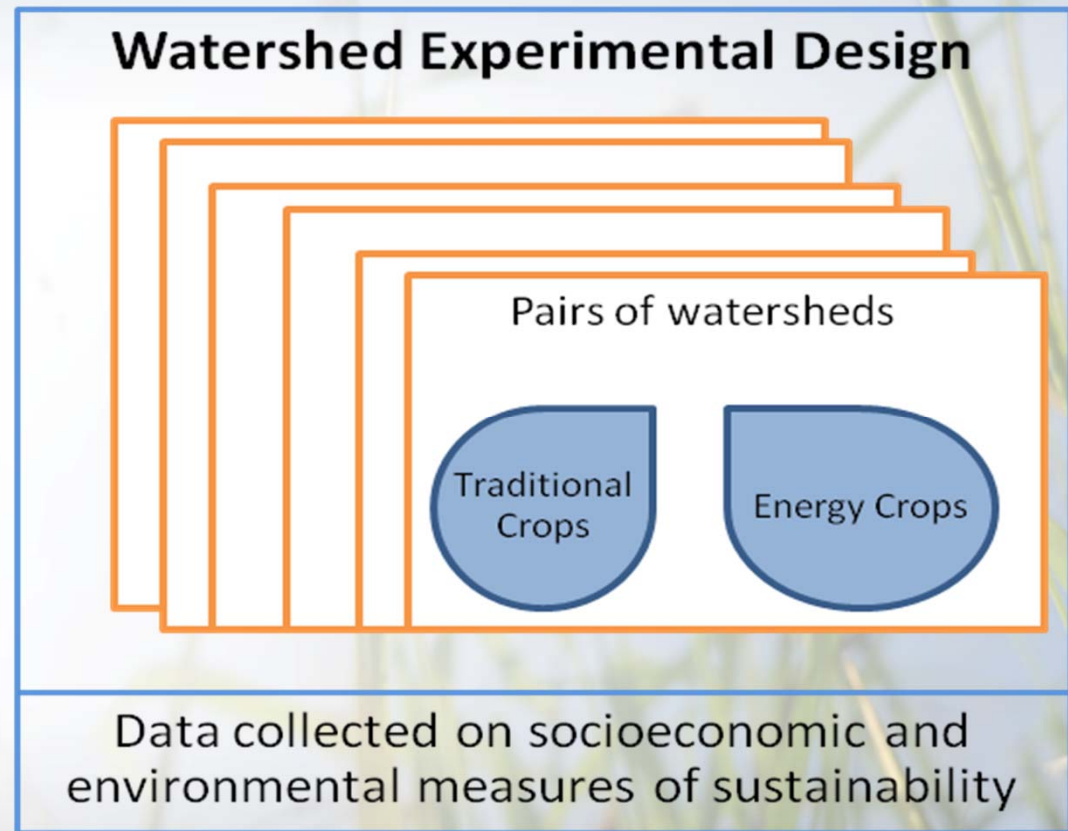 Watershed Experimental Design
Pairs of watersheds
Traditional
Crops
Energy Crops
Data collected on socioeconomic and
environmental measures of sustainability